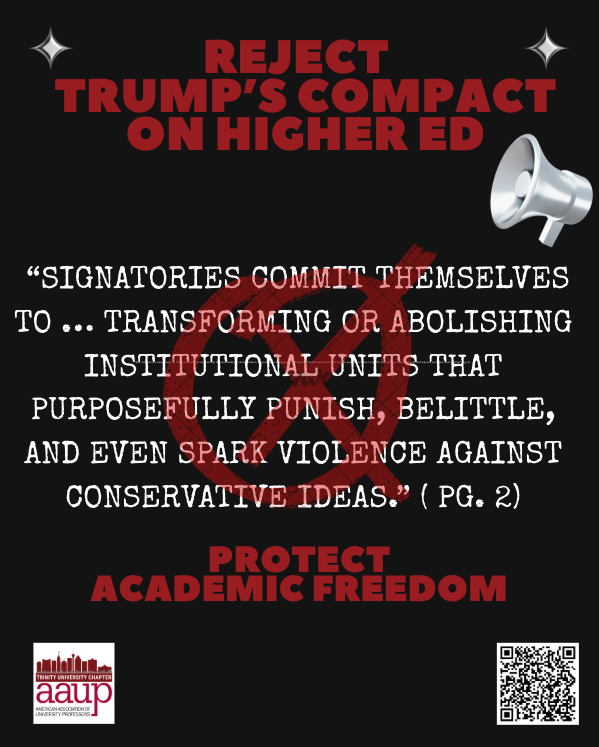 REJECT
TRUMP'S COMPACT
ON HIGHER ED
“SIGNATORIES COMMIT THEMSELVES
TO ... TRANSFORMING OR ABOLISHING
INSTITUTIONAL UNITS THAT
PURPOSEFULLY PUNISH, BELITTLE,
AND EVEN SPARK VIOLENCE AGAINST
CONSERVATIVE IDEAS.” ( PG. 2)
PROTECT
ACADEMIC FREEDOM
TRINITY UNIVERSITY CHAPTER
aaup
AMERICAN ASSOCIATION OF
UNIVERSITY PROFESSORS